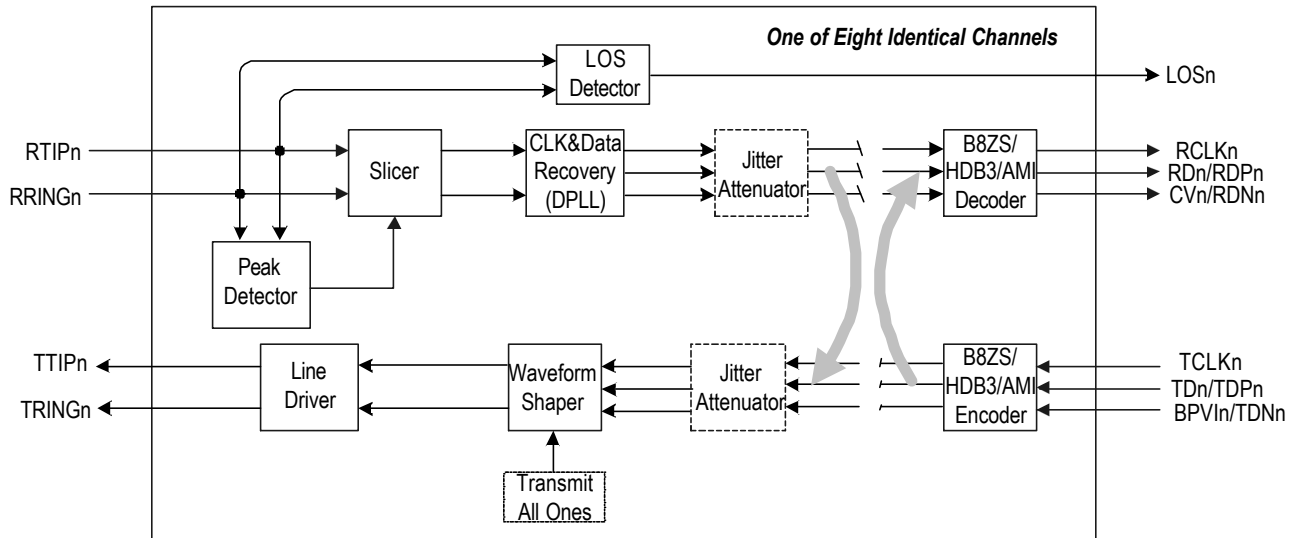 One of Eight Identical Channels
LOS
Detector
LOSn
RTIPn
RRINGn
Slicer
CLK&Data
Recovery
(DPLL)
Jitter
Attenuator
B8ZS/
HDB3/AMI
Decoder
RCLKn
RDn/RDPn
CVn/RDNn
Peak
Detector
TTIPn
TRINGn
Line
Driver
Waveform
Shaper
Jitter
Attenuator
B8ZS/
HDB3/AMI
Encoder
TCLKn
TDn/TDPn
BPVIn/TDNn
Transmit
All Ones